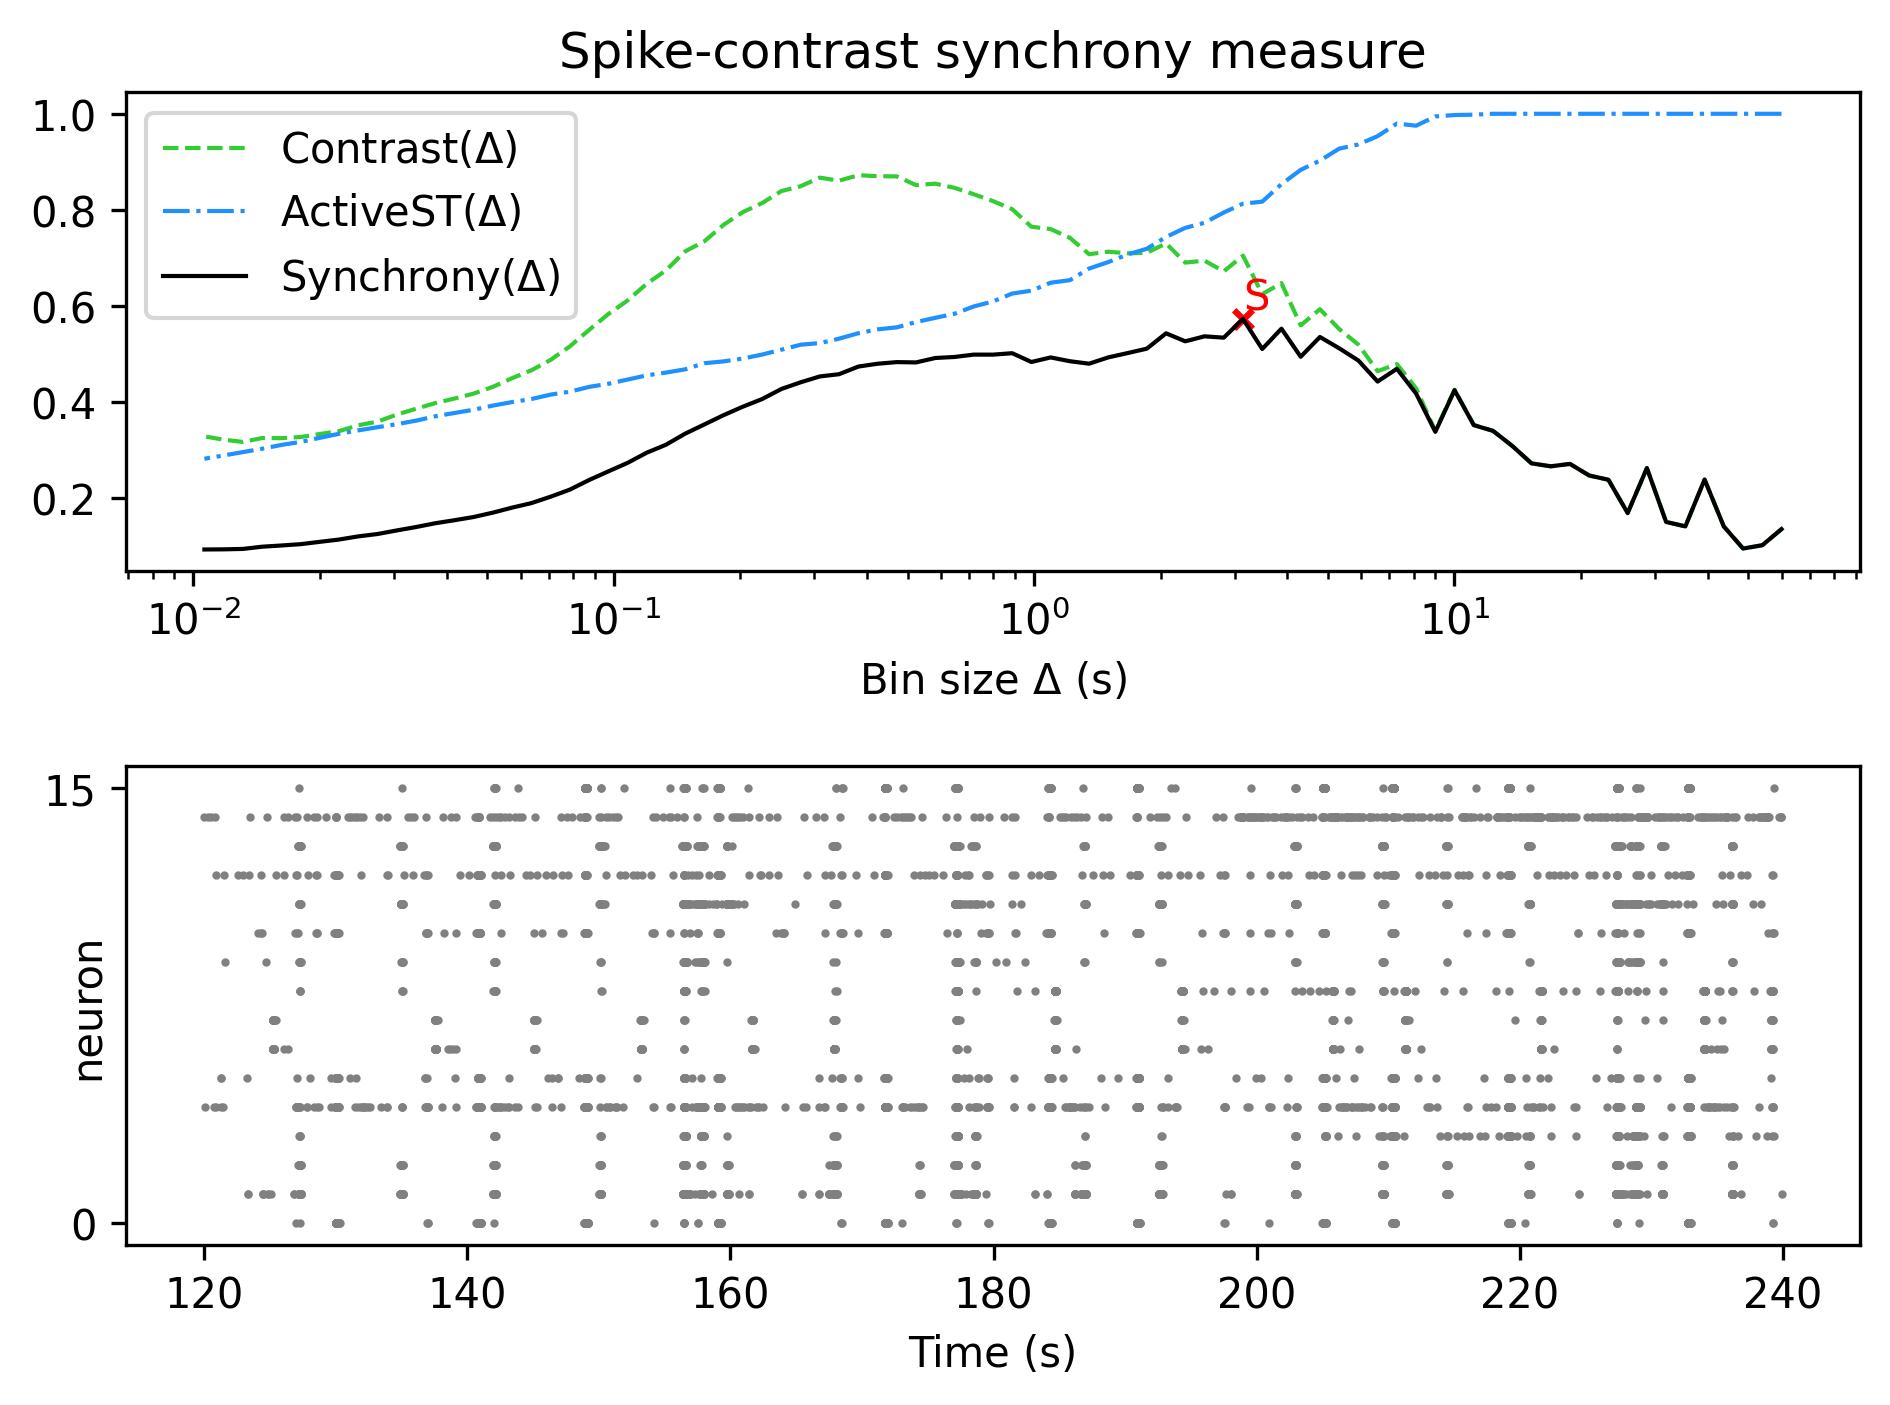 Spike-contrast synchrony measure
1.0
0.8
0.6
0.4
0.2
Contrast(Δ)
ActiveST(Δ)
Synchrony(Δ)
S
10⁻²
10⁻¹
10⁰
10¹
Bin size Δ (s)
15
0
neuron
120
140
160
180
200
220
240
Time (s)